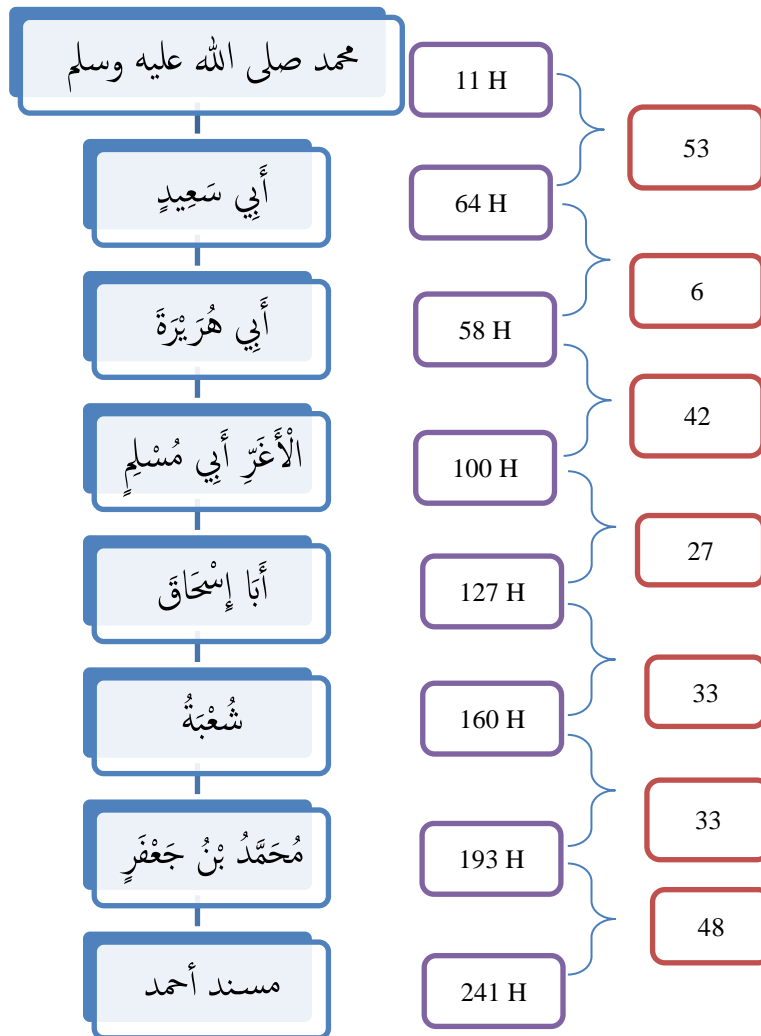 محمد صلى الله عليه وسلم
11 H
53
أَبِي سَعِيدٍ
64 H
6
أَبِي هُرَيْرَةَ
58 H
42
الْأَغَرِّ أَبِي مُسْلِمٍ
100 H
27
أَبَا إِسْحَاقَ
127 H
33
شُعْبَةُ
160 H
33
مُحَمَّدُ بْنُ جَعْفَرٍ
193 H
48
مسند أحمد
241 H